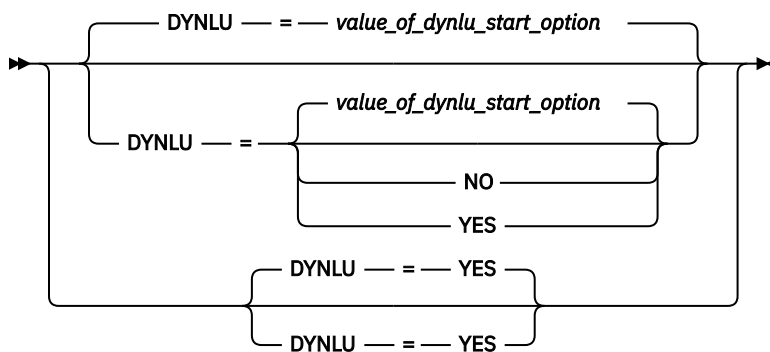 DYNLU = value_of_dynlu_start_option
value_of_dynlu_start_option
DYNLU =
NO
YES
DYNLU = YES
DYNLU = YES